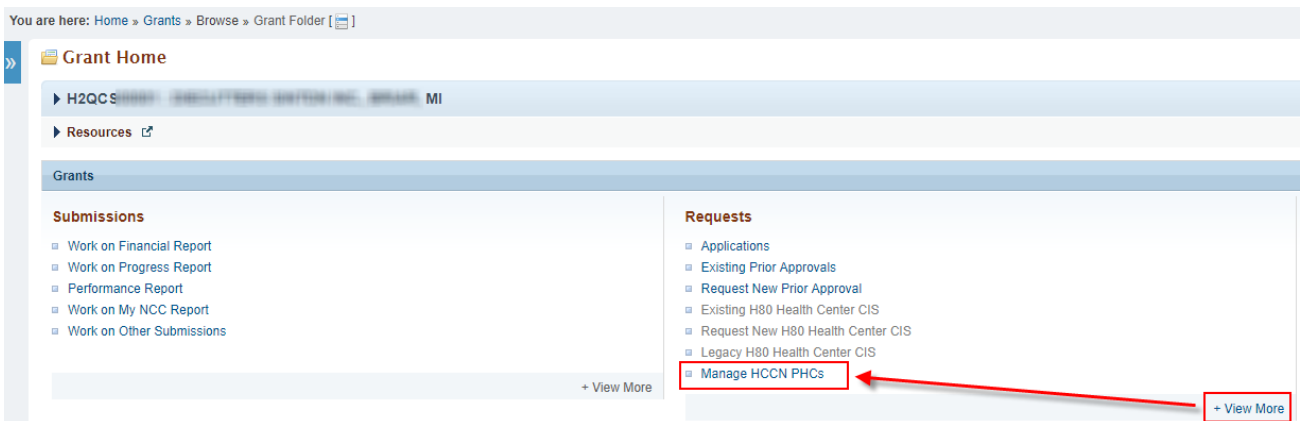 You are here: Home » Grants » Browse » Grant Folder [ ]
»
Grant Home
H2QCS MI
Resources
Grants
Submissions
Work on Financial Report
Work on Progress Report
Performance Report
Work on My NCC Report
Work on Other Submissions
+ View More
Requests
Applications
Existing Prior Approvals
Request New Prior Approval
Existing H80 Health Center CIS
Request New H80 Health Center CIS
Legacy H80 Health Center CIS
Manage HCCN PHCs
+ View More